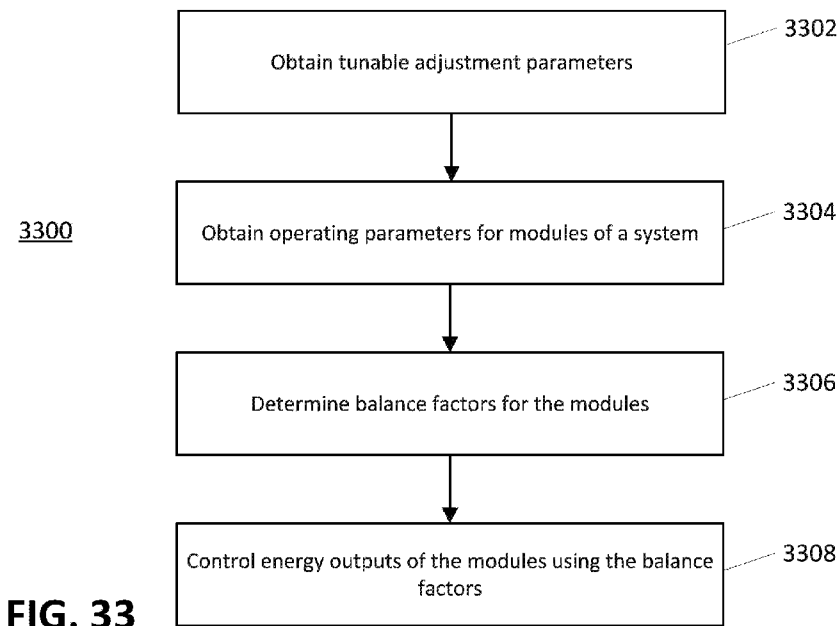 3302
Obtain tunable adjustment parameters
3304
3300
Obtain operating parameters for modules of a system
3306
Determine balance factors for the modules
3308
Control energy outputs of the modules using the balance
factors
FIG. 33